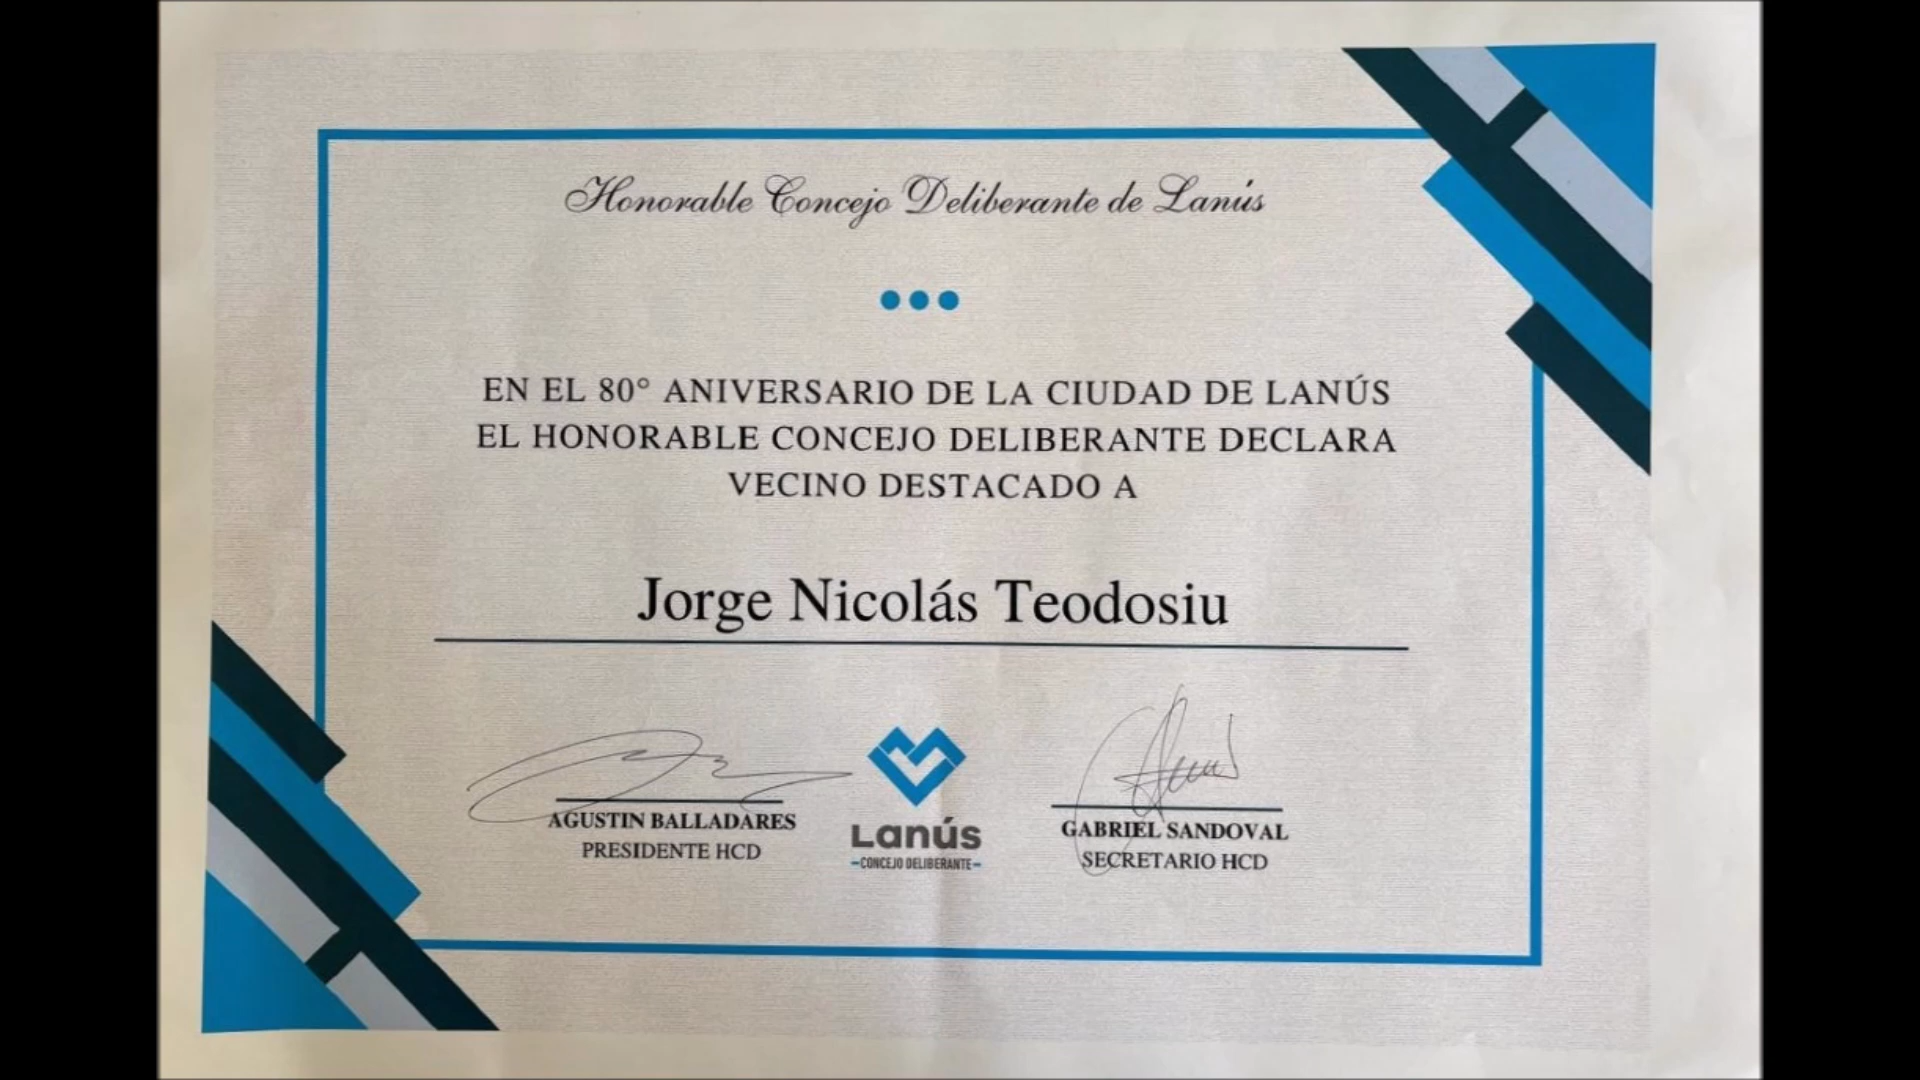 Honorable Concejo Deliberante de Lanús
EN EL 80° ANIVERSARIO DE LA CIUDAD DE LANÚS
EL HONORABLE CONCEJO DELIBERANTE DECLARA
VECINO DESTACADO A
Jorge Nicolás Teodosiu
AGUSTIN BALLADARES
PRESIDENTE HCD
Lanús
CONCEJO DELIBERANTE
GABRIEL SANDOVAL
SECRETARIO HCD